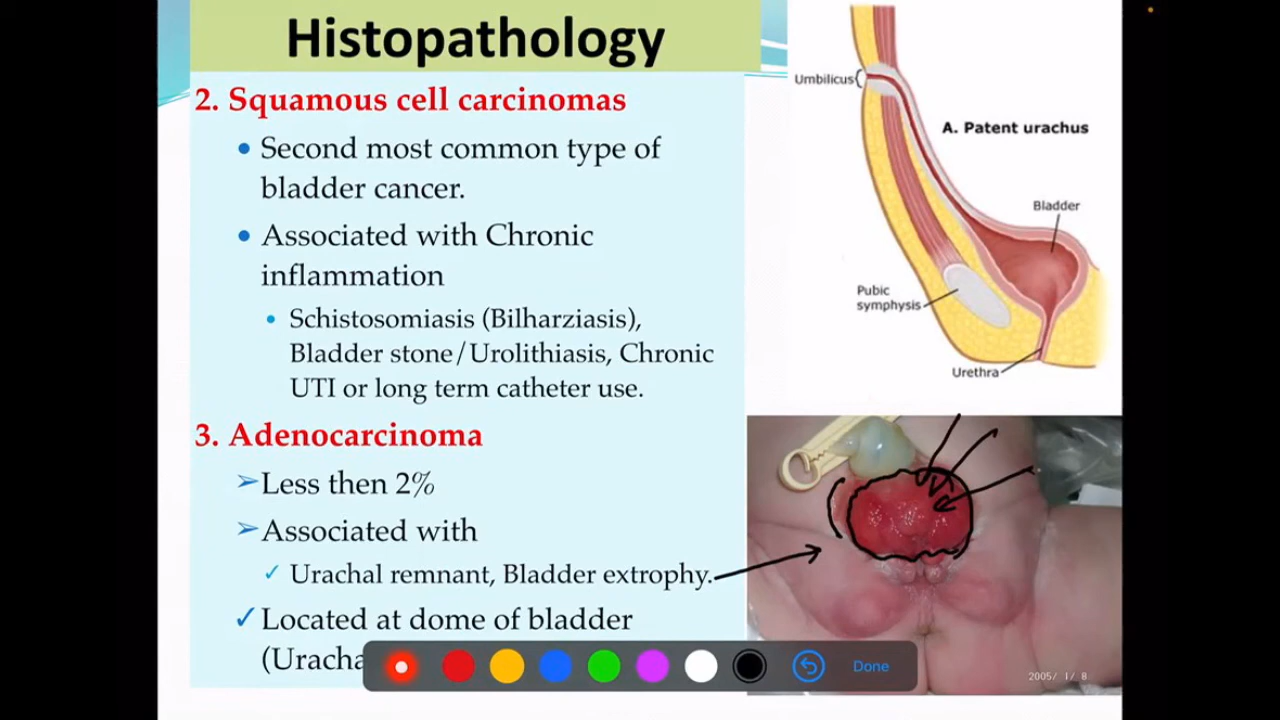 Histopathology
2. Squamous cell carcinomas
• Second most common type of
bladder cancer.
• Associated with Chronic
inflammation
• Schistosomiasis (Bilharziasis),
Bladder stone/Urolithiasis, Chronic
UTI or long term catheter use.
3. Adenocarcinoma
➢Less then 2%
➢Associated with
✓ Urachal remnant, Bladder extrophy.
✓Located at dome of bladder
(Uracha
Umbilicus
A. Patent urachus
Bladder
Pubic
symphysis
Urethra
2005/ 1/ 8
Done